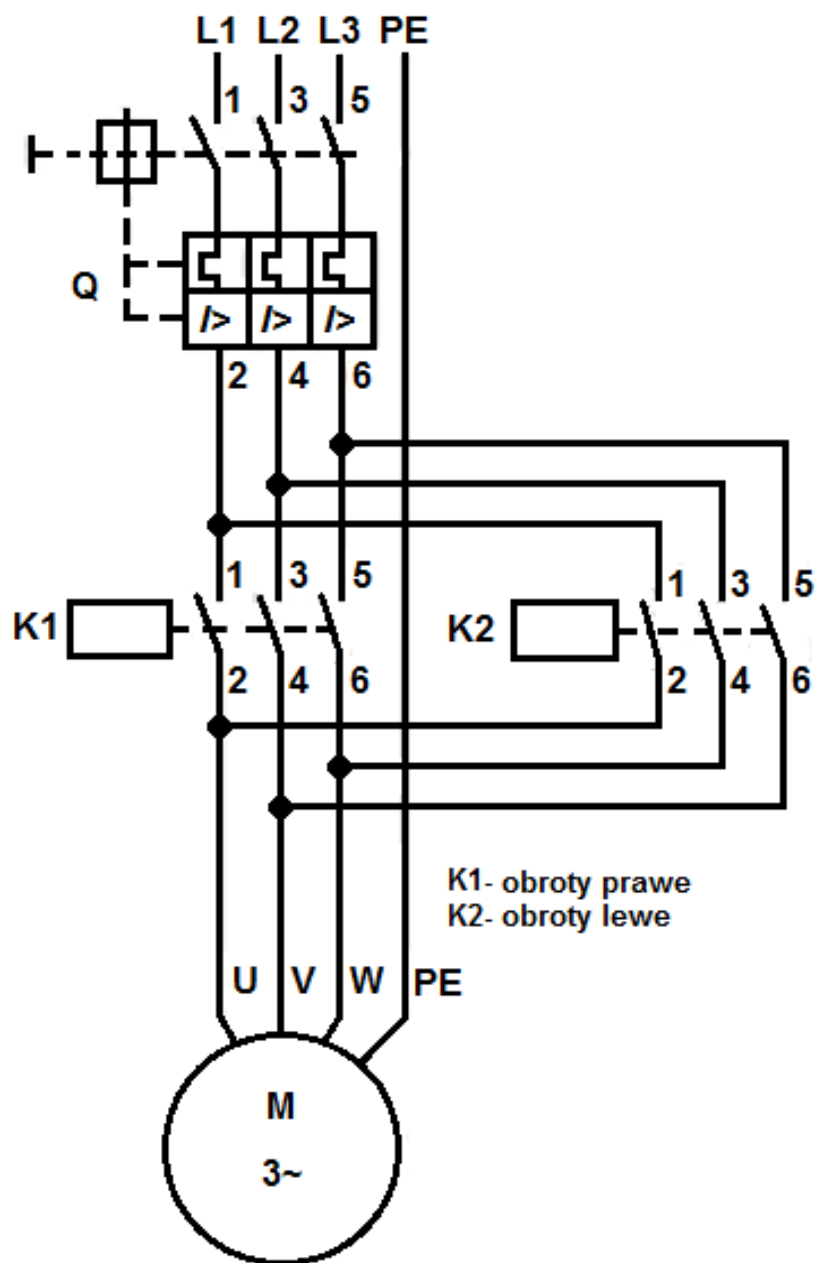 L1 L2 L3 PE
1 3 5
Q
/> /> />
2 4 6
1 3 5
1 3 5
K1
K2
2 4 6
2 4 6
K1- obroty prawe
K2- obroty lewe
U V W PE
M
3~